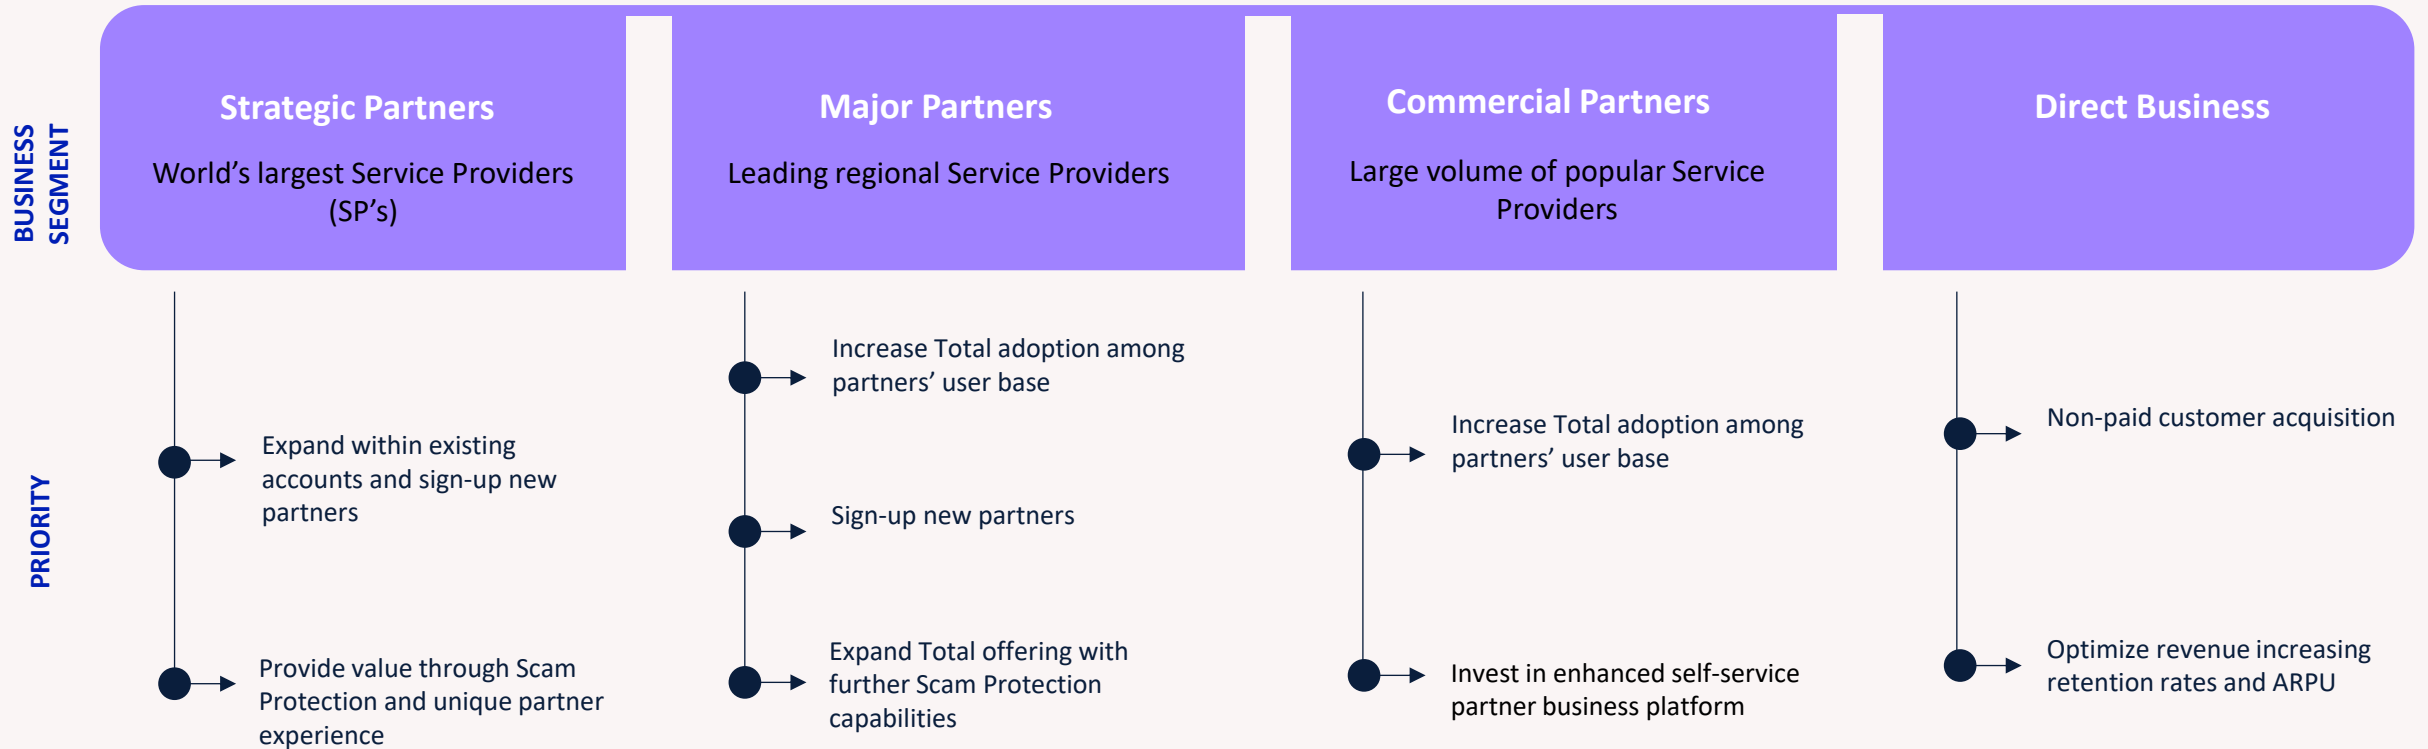 BUSINESS
SEGMENT
Strategic Partners
World’s largest Service Providers
(SP’s)
Major Partners
Leading regional Service Providers
Commercial Partners
Large volume of popular Service
Providers
Direct Business
PRIORITY
Expand within existing
accounts and sign-up new
partners
Provide value through Scam
Protection and unique partner
experience
Increase Total adoption among
partners’ user base
Sign-up new partners
Expand Total offering with
further Scam Protection
capabilities
Increase Total adoption among
partners’ user base
Invest in enhanced self-service
partner business platform
Non-paid customer acquisition
Optimize revenue increasing
retention rates and ARPU